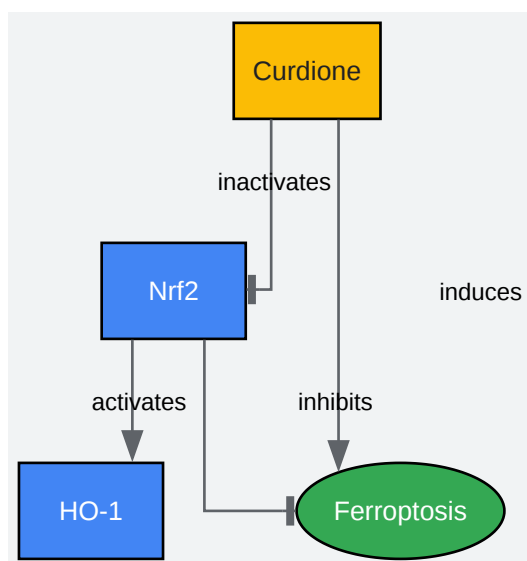 Curdione
inactivates
Nrf2
induces
activates
inhibits
HO-1
Ferroptosis